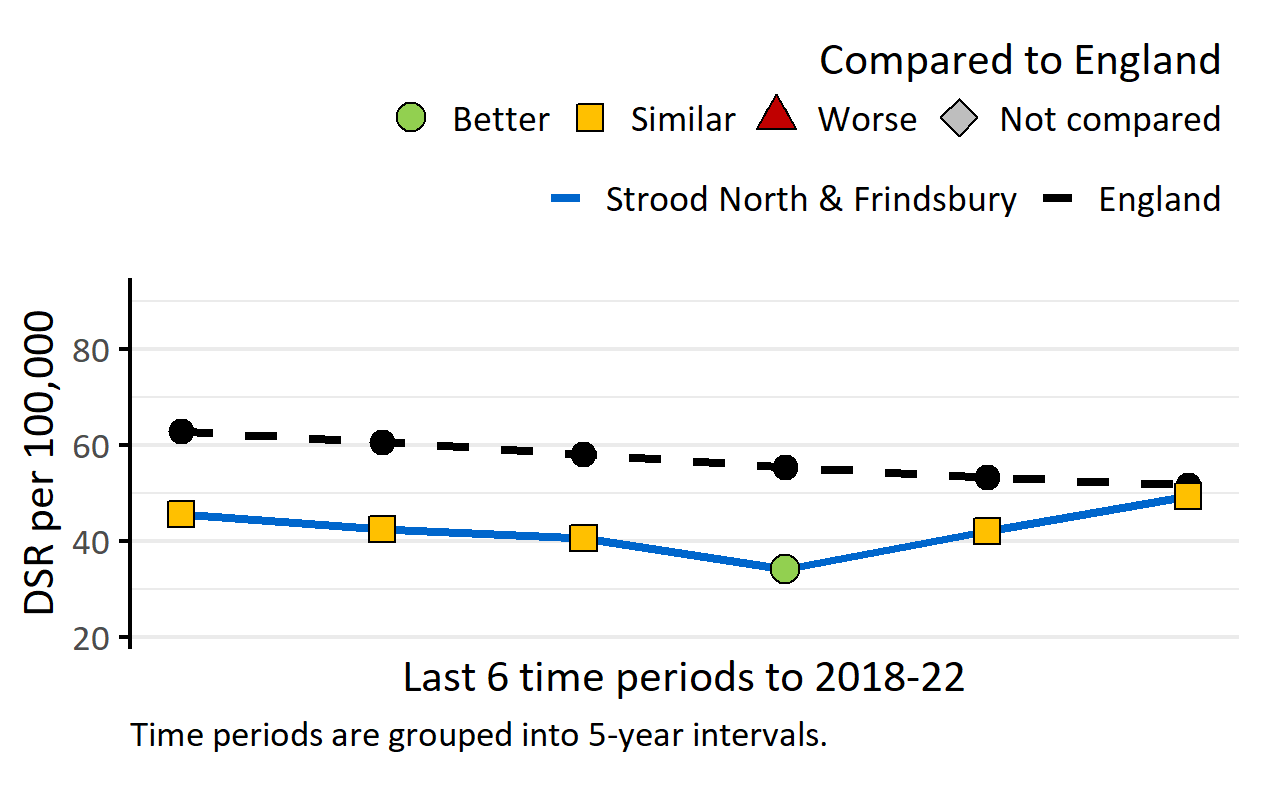 Compared to England
Better Similar Worse Not compared
Strood North & Frindsbury England
DSR per 100,000
80
60
40
20
Last 6 time periods to 2018-22
Time periods are grouped into 5-year intervals.